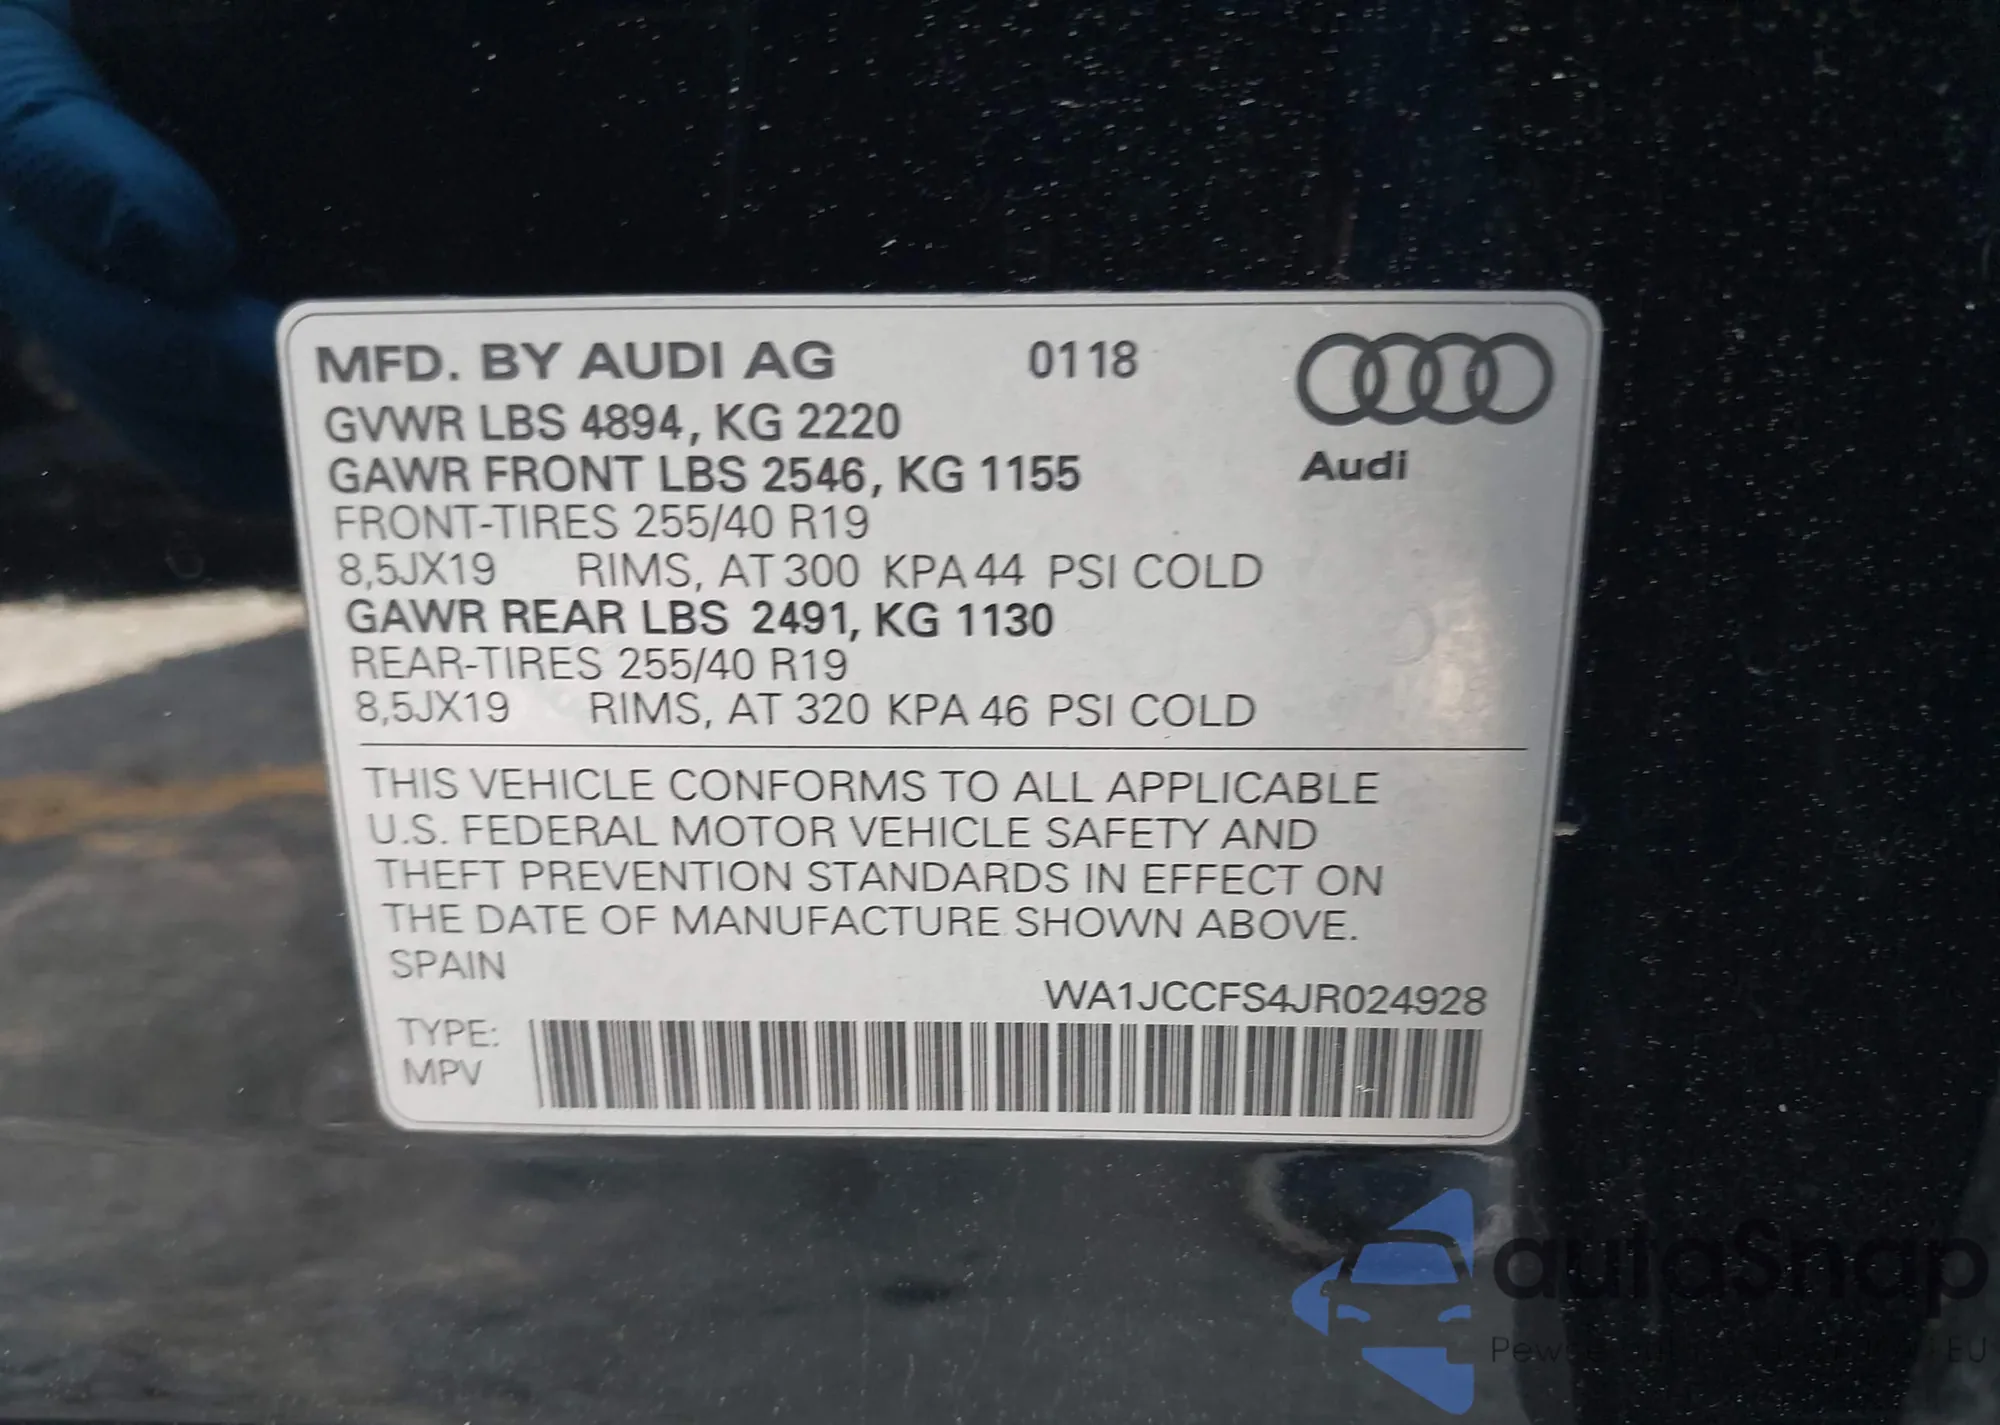 MFD. BY AUDI AG 0118
GVWR LBS 4894, KG 2220
GAWR FRONT LBS 2546, KG 1155
Audi
FRONT-TIRES 255/40 R19
8,5JX19 RIMS, AT 300 KPA 44 PSI COLD
GAWR REAR LBS 2491, KG 1130
REAR-TIRES 255/40 R19
8,5JX19 RIMS, AT 320 KPA 46 PSI COLD
THIS VEHICLE CONFORMS TO ALL APPLICABLE
U.S. FEDERAL MOTOR VEHICLE SAFETY AND
THEFT PREVENTION STANDARDS IN EFFECT ON
THE DATE OF MANUFACTURE SHOWN ABOVE.
SPAIN
WA1JCCFS4JR024928
TYPE:
MPV
autaSnap
EU